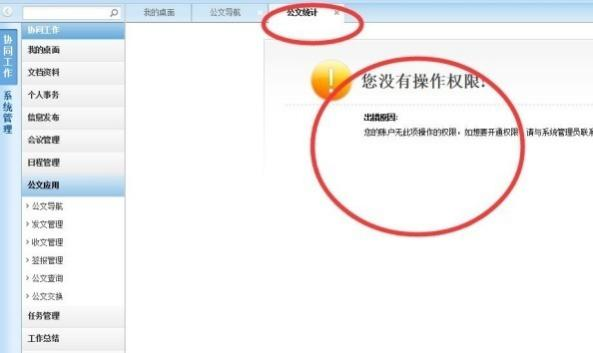 协同工作
系统管理
协同工作
我的桌面
文档资料
个人事务
信息发布
会议管理
日程管理
公文应用
公文导航
发文管理
收文管理
签报管理
公文查询
公文交换
任务管理
工作总结
我的桌面
公文导航
公文统计
您没有操作权限!
出错原因:
您的账户无此项操作的权限，如想要开通权限，请与系统管理员联系